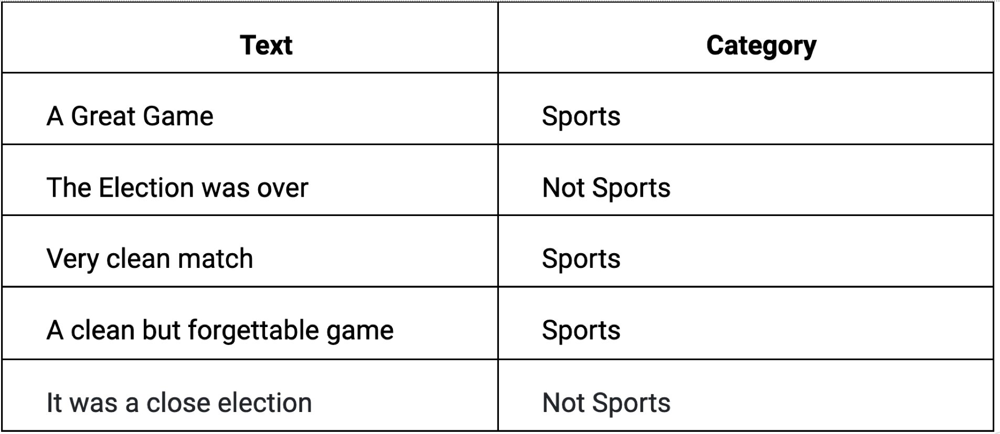 Text Category
A Great Game Sports
The Election was over Not Sports
Very clean match Sports
A clean but forgettable game Sports
It was a close election Not Sports